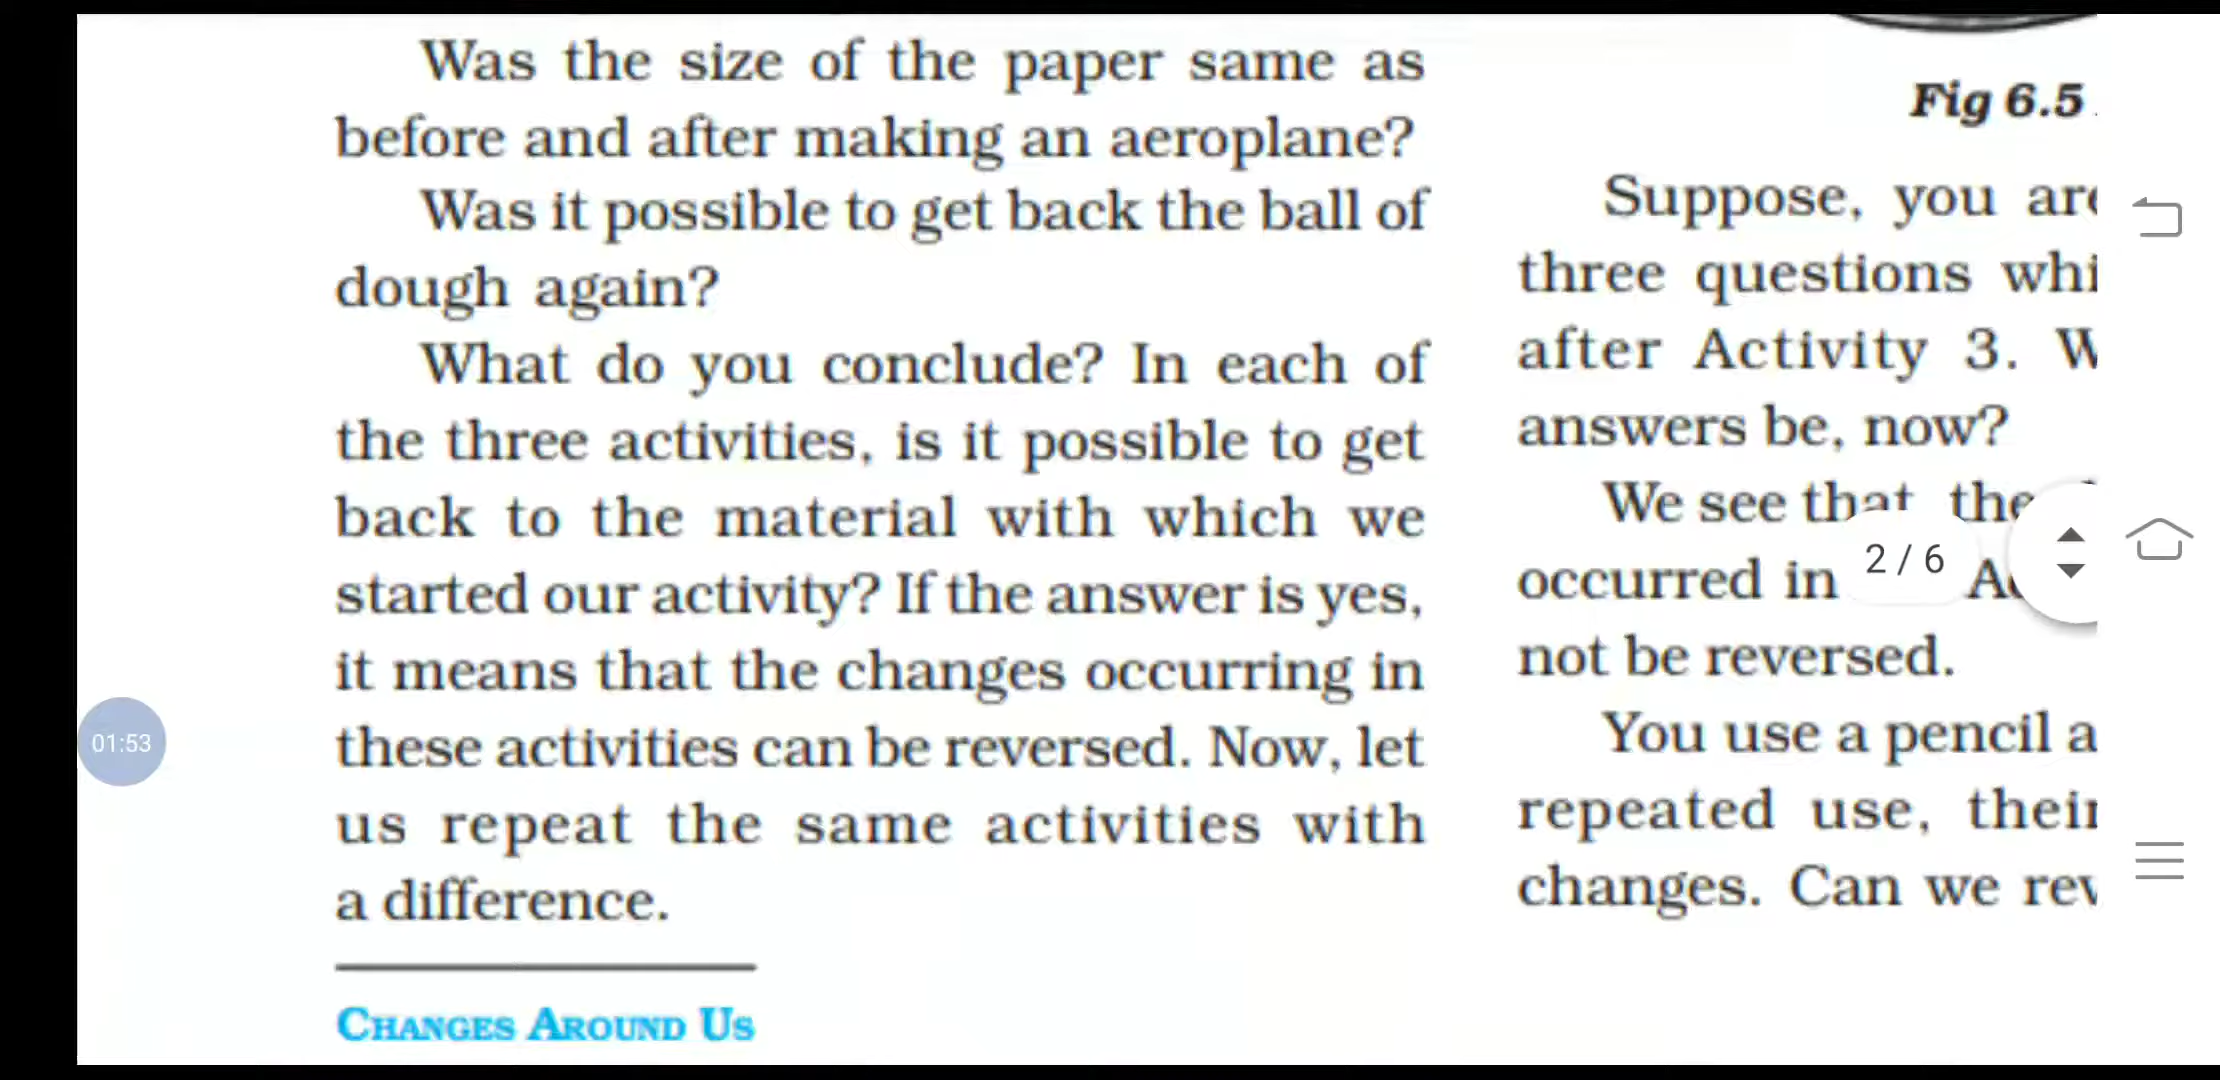 Was the size of the paper same as
before and after making an aeroplane?
Was it possible to get back the ball of
dough again?
What do you conclude? In each of
the three activities, is it possible to get
back to the material with which we
started our activity? If the answer is yes,
it means that the changes occurring in
these activities can be reversed. Now, let
us repeat the same activities with
a difference.
CHANGES AROUND US
Fig 6.5
Suppose, you
three questions
after Activity 3.
answers be, now?
We see that the
occurred in
not be reversed.
You use a pencil
repeated use,
changes. Can we
2 / 6
01:53